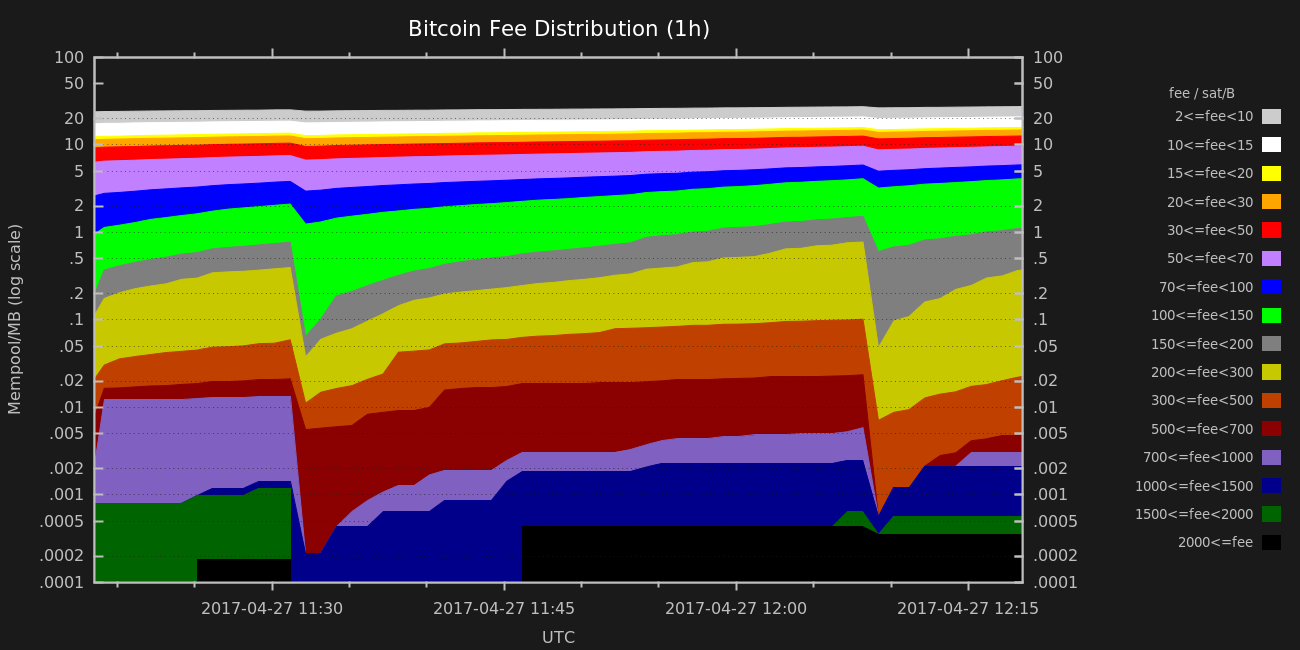 Bitcoin Fee Distribution (1h)
Mempool/MB (log scale)
100
50
20
10
5
2
1
.5
.2
.1
.05
.02
.01
.005
.002
.001
.0005
.0002
.0001
100
50
20
10
5
2
1
.5
.2
.1
.05
.02
.01
.005
.002
.001
.0005
.0002
.0001
fee / sat/B
2<=fee<10
10<=fee<15
15<=fee<20
20<=fee<30
30<=fee<50
50<=fee<70
70<=fee<100
100<=fee<150
150<=fee<200
200<=fee<300
300<=fee<500
500<=fee<700
700<=fee<1000
1000<=fee<1500
1500<=fee<2000
2000<=fee
2017-04-27 11:30 2017-04-27 11:45 2017-04-27 12:00 2017-04-27 12:15
UTC